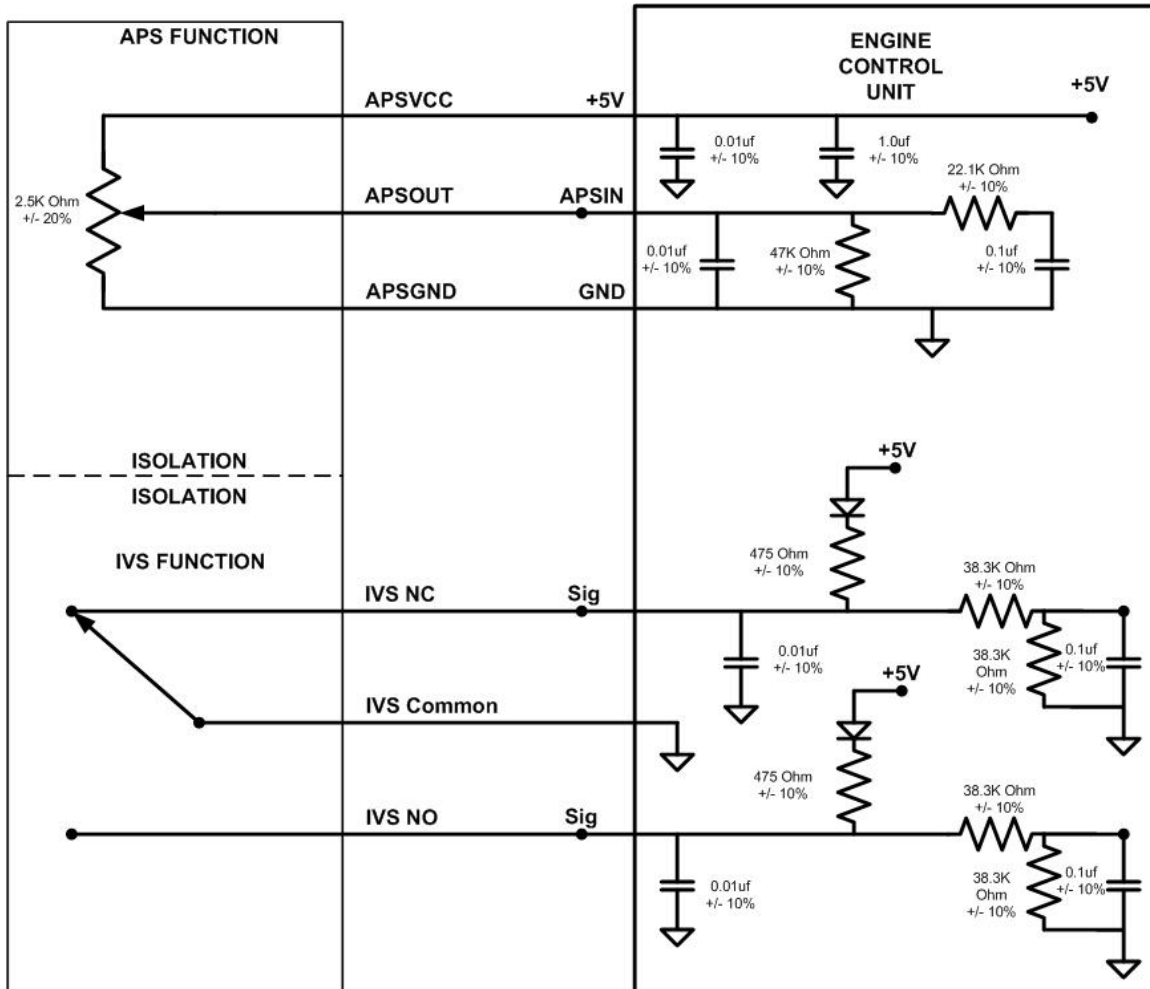 APS FUNCTION
ENGINE
CONTROL
UNIT
APSVCC
+5V
+5V
0.01uf
+/- 10%
1.0uf
+/- 10%
22.1K Ohm
+/- 10%
2.5K Ohm
+/- 20%
APSOUT
APSIN
0.01uf
+/- 10%
47K Ohm
+/- 10%
0.1uf
+/- 10%
APSGND
GND
ISOLATION
ISOLATION
+5V
IVS FUNCTION
475 Ohm
+/- 10%
38.3K Ohm
+/- 10%
IVS NC
Sig
0.01uf
+/- 10%
38.3K
Ohm
+/- 10%
0.1uf
+/- 10%
+5V
IVS Common
475 Ohm
+/- 10%
38.3K Ohm
+/- 10%
IVS NO
Sig
0.01uf
+/- 10%
38.3K
Ohm
+/- 10%
0.1uf
+/- 10%